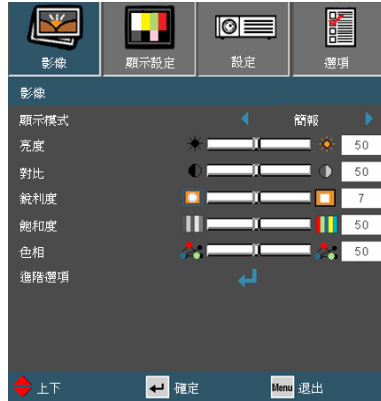 影像 顯示設定 設定 選項
影像
顯示模式 簡報
亮度 50
對比 50
銳利度 7
飽和度 50
色相 50
進階選項
上下 確定 Menu 退出